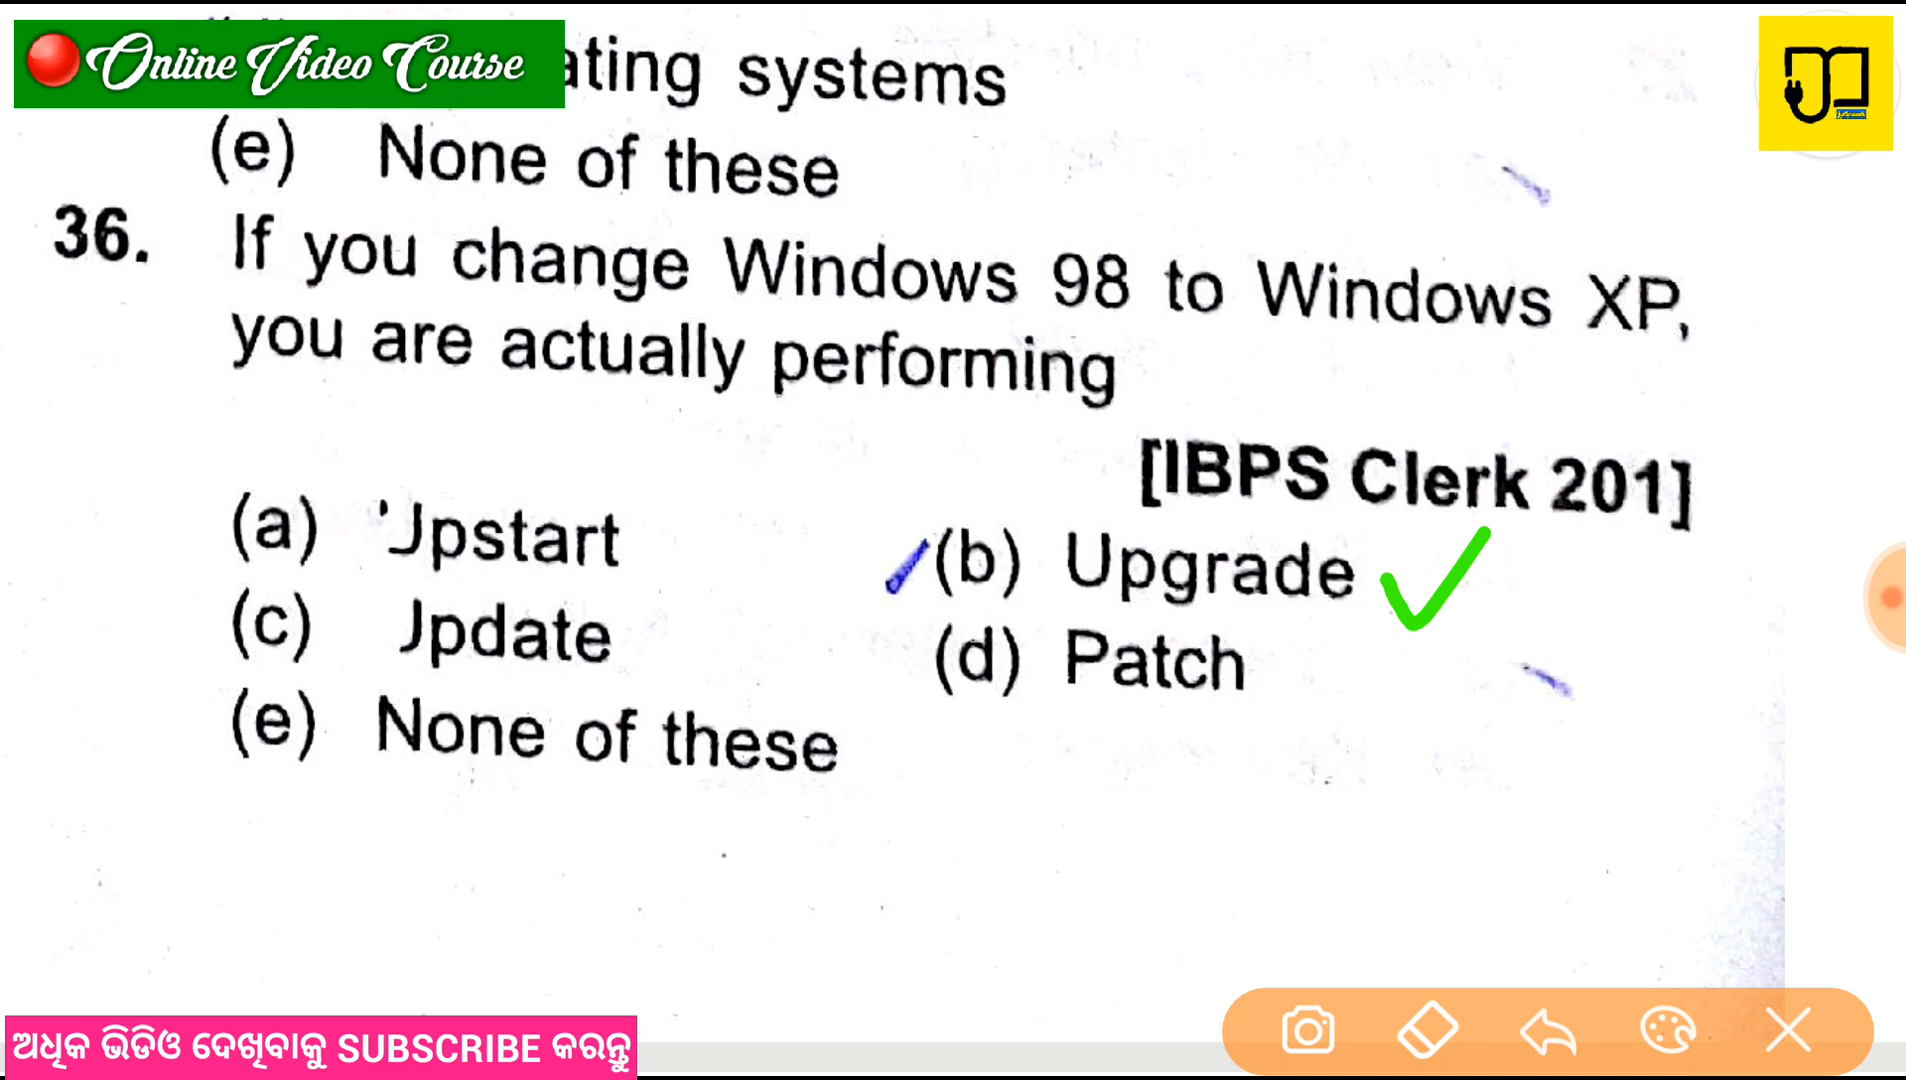 Online Video Course
ating systems
(e) None of these
36. If you change Windows 98 to Windows XP,
you are actually performing
[IBPS Clerk 201]
(a) 'Jpstart (b) Upgrade
(c) Jpdate (d) Patch
(e) None of these
ଅଧିକ ଭିଡିଓ ଦେଖିବାକୁ SUBSCRIBE କରନ୍ତୁ